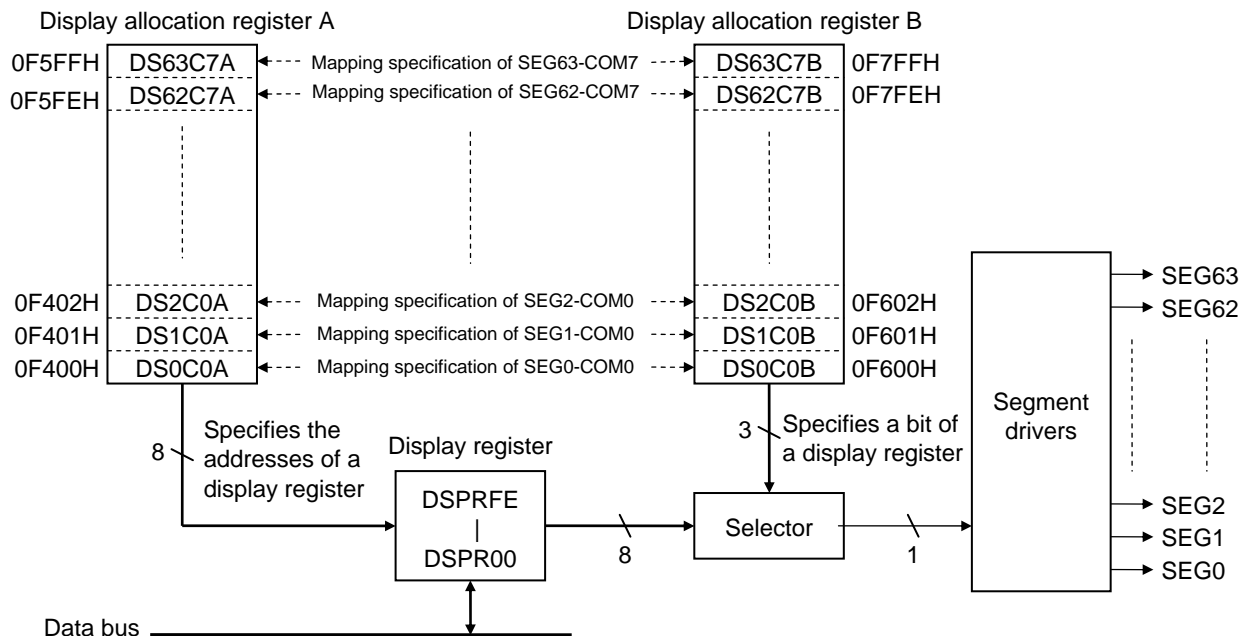 Display allocation register A
Display allocation register B
0F5FFH DS63C7A Mapping specification of SEG63-COM7 DS63C7B 0F7FFH
0F5FEH DS62C7A Mapping specification of SEG62-COM7 DS62C7B 0F7FEH
0F402H DS2C0A Mapping specification of SEG2-COM0 DS2C0B 0F602H
0F401H DS1C0A Mapping specification of SEG1-COM0 DS1C0B 0F601H
0F400H DS0C0A Mapping specification of SEG0-COM0 DS0C0B 0F600H
8
Specifies the
addresses of a
display register
Display register
DSPRFE
DSPR00
8
3
Specifies a bit of
a display register
Selector
1
Segment
drivers
SEG63
SEG62
SEG2
SEG1
SEG0
Data bus